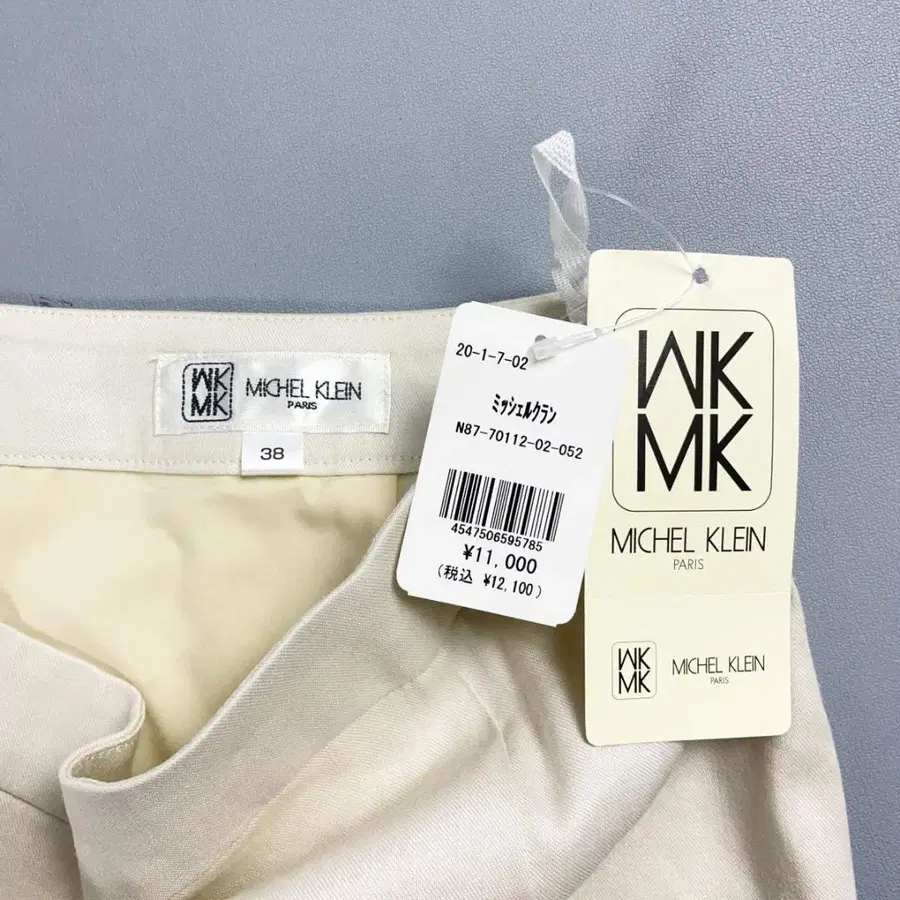 MK
MK
MICHEL KLEIN
PARIS
38
20-1-7-02
ミッシェルクラン
N87-70112-02-052
4547506595785
¥11,000
(税込 ¥12,100)
MK
MK
MICHEL KLEIN
PARIS
MK
MK
MICHEL KLEIN
PARIS